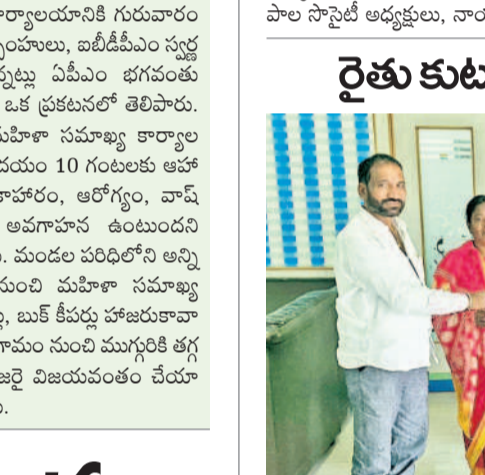 ార్యాలయానికి గురువారం
ంహులు, ఐబీడీపీఎం స్వర్ణ
న్నట్లు ఏపీఎం భగవంతు
ఒక ప్రకటనలో తెలిపారు.
మహిళా సమాఖ్య కార్యాల
దయం 10 గంటలకు ఆహా
కాహారం, ఆరోగ్యం, వాష్
అవగాహన ఉంటుందని
. మండల పరిధిలోని అన్ని
నుంచి మహిళా సమాఖ్య
, బుక్ కీపర్లు హాజరుకావా
ామం నుంచి ముగ్గురికి తగ్గ
జరై విజయవంతం చేయా
పాల సొసైటీ అధ్యక్షులు, నాయ
రైతు కుట